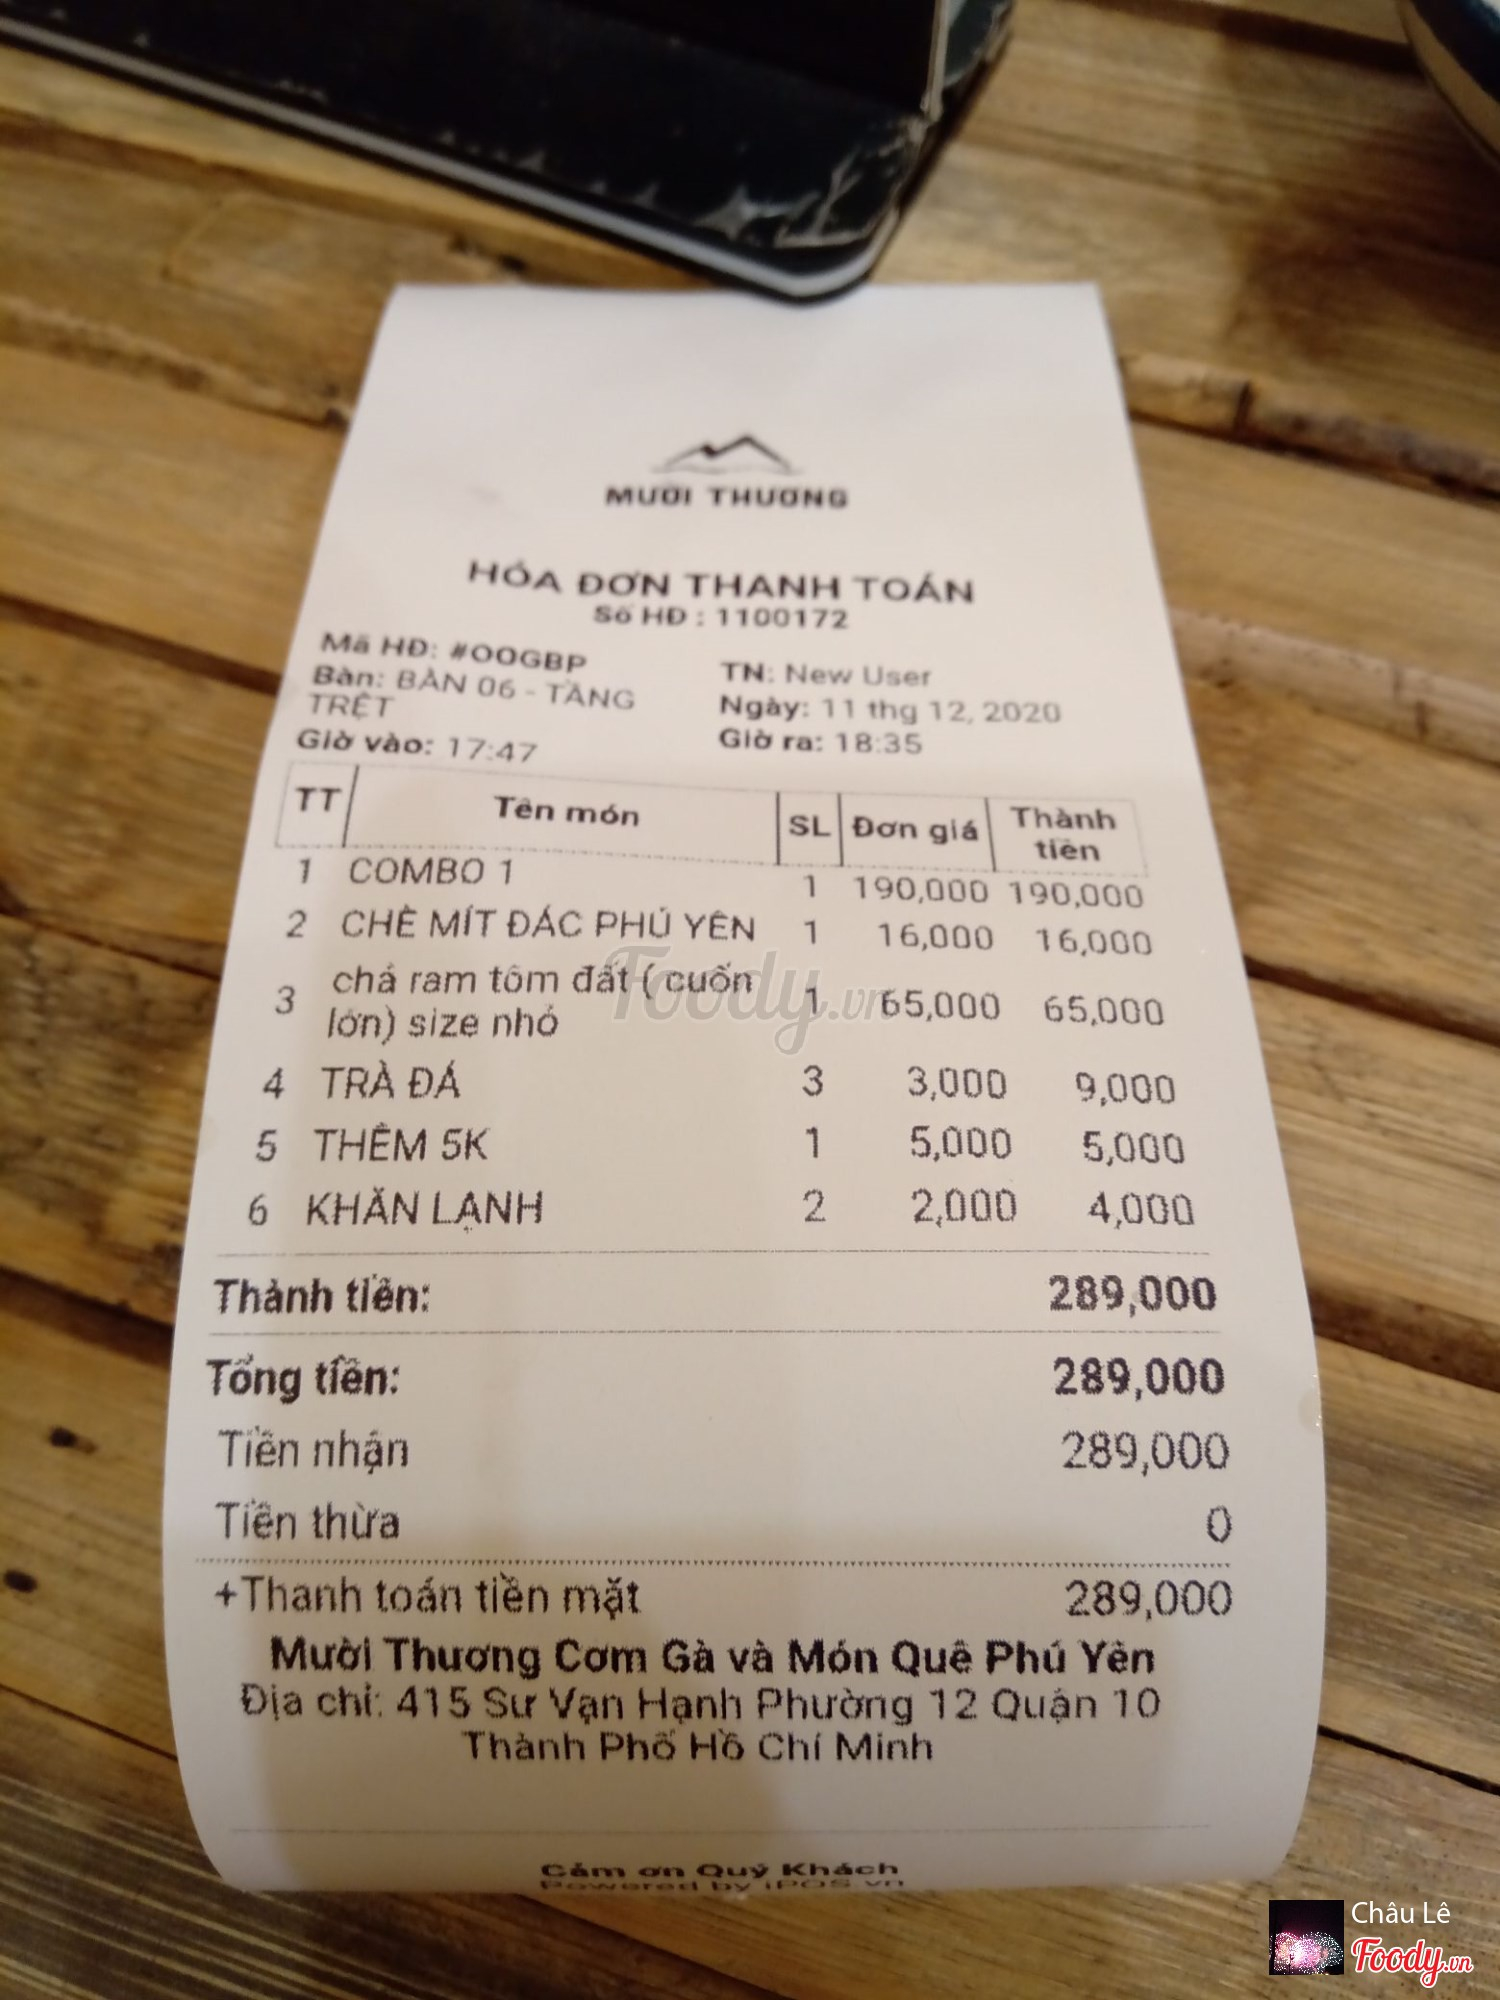 MƯỜI THƯƠNG
HÓA ĐƠN THANH TOÁN
Số HĐ : 1100172
Mã HĐ: #OOGBP
TN: New User
Bàn: BÀN 06 - TẦNG
TRỆT
Ngày: 11 thg 12, 2020
Giờ vào: 17:47
Giờ ra: 18:35
TT Tên món SL Đơn giá Thành
tiền
1 COMBO 1 1 190,000 190,000
2 CHÈ MÍT ĐÁC PHÚ YÊN 1 16,000 16,000
3 chả ram tôm đất ( cuốn
lớn) size nhỏ 1 65,000 65,000
4 TRÀ ĐÁ 3 3,000 9,000
5 THÊM 5K 1 5,000 5,000
6 KHĂN LẠNH 2 2,000 4,000
Thành tiền: 289,000
Tổng tiền: 289,000
Tiền nhận 289,000
Tiền thừa 0
+Thanh toán tiền mặt 289,000
Mười Thương Cơm Gà và Món Quê Phú Yên
Địa chỉ: 415 Sư Vạn Hạnh Phường 12 Quận 10
Thành Phố Hồ Chí Minh
Cảm ơn Quý Khách
Powered by iPOS.vn
Foody.vn
Châu Lê
Foody.vn